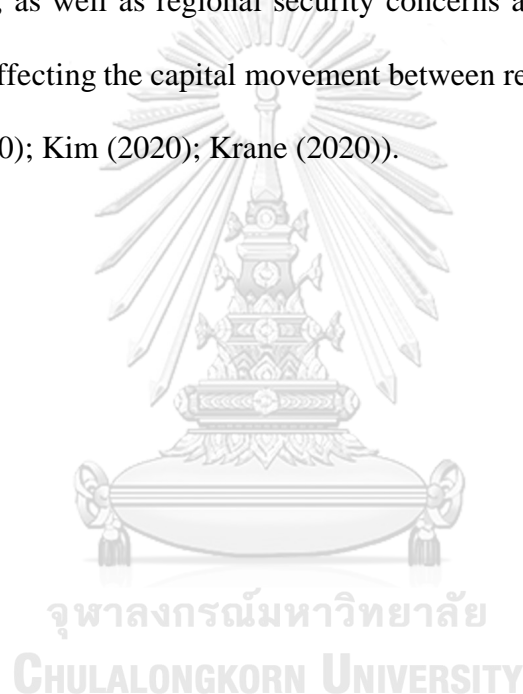 , as well as regional security concerns a
ffecting the capital movement between re
0); Kim (2020); Krane (2020)).
จุฬาลงกรณ์มหาวิทยาลัย
CHULALONGKORN UNIVERSITY